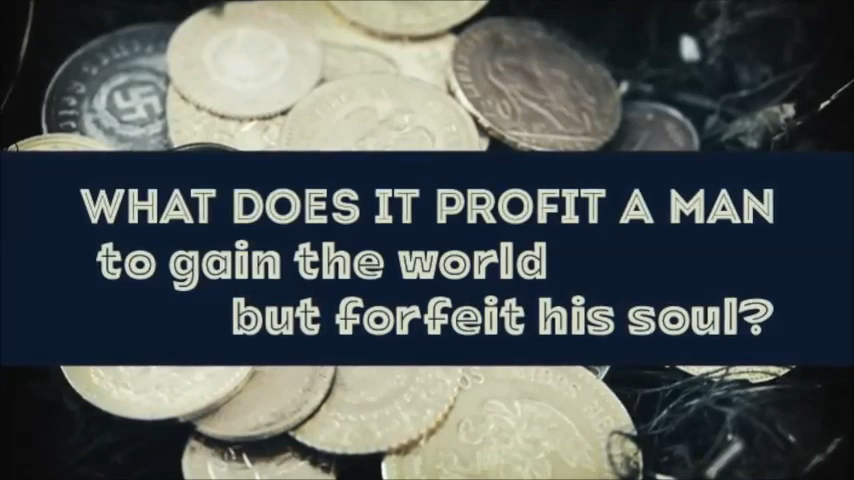 WHAT DOES IT PROFIT A MAN
to gain the world
but forfeit his soul?